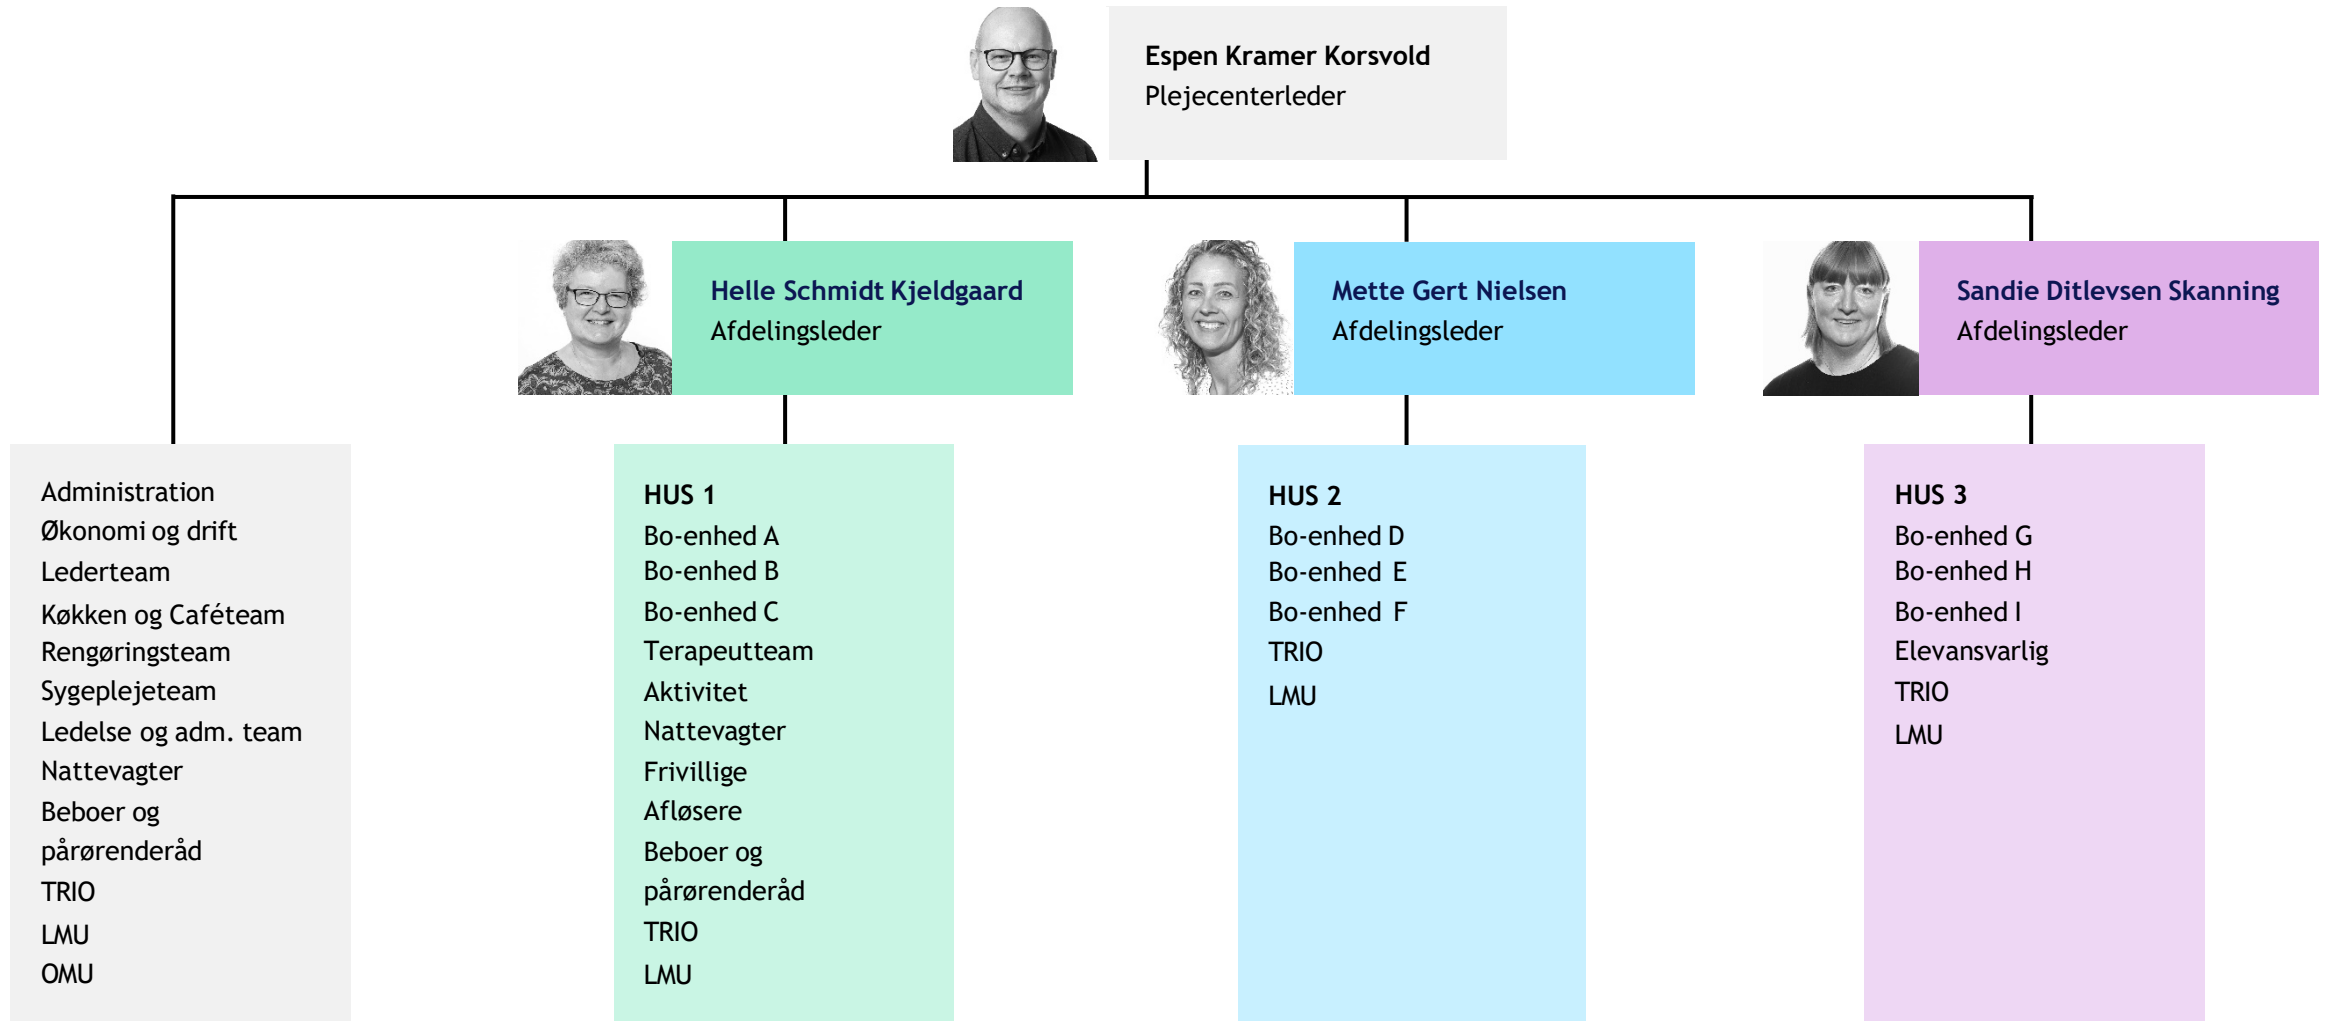 Espen Kramer Korsvold
Plejecenterleder
Helle Schmidt Kjeldgaard
Afdelingsleder
Mette Gert Nielsen
Afdelingsleder
Sandie Ditlevsen Skanning
Afdelingsleder
Administration
Økonomi og drift
Lederteam
Køkken og Caféteam
Rengøringsteam
Sygeplejeteam
Ledelse og adm. team
Nattevagter
Beboer og
pårørenderåd
TRIO
LMU
OMU
HUS 1
Bo-enhed A
Bo-enhed B
Bo-enhed C
Terapeutteam
Aktivitet
Nattevagter
Frivillige
Afløsere
Beboer og
pårørenderåd
TRIO
LMU
HUS 2
Bo-enhed D
Bo-enhed E
Bo-enhed F
TRIO
LMU
HUS 3
Bo-enhed G
Bo-enhed H
Bo-enhed I
Elevansvarlig
TRIO
LMU